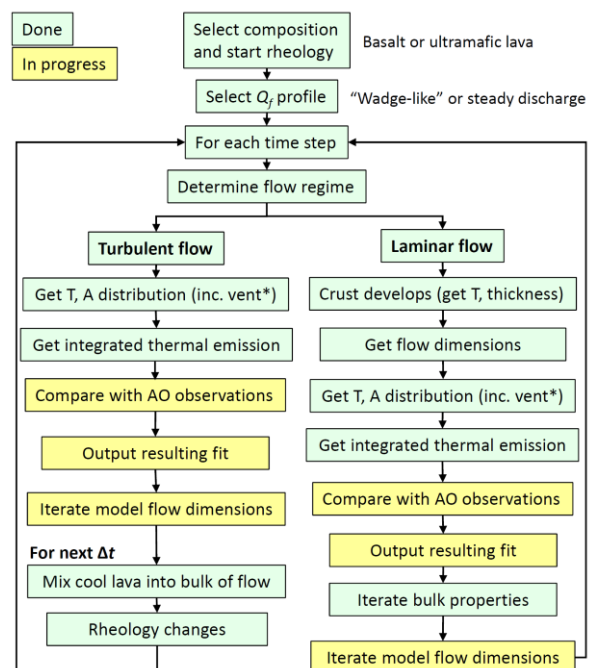 Done
In progress
Select composition
and start rheology
Basalt or ultramafic lava
Select Qf profile
“Wadge-like” or steady discharge
For each time step
Determine flow regime
Turbulent flow
Get T, A distribution (inc. vent*)
Get integrated thermal emission
Compare with AO observations
Output resulting fit
Iterate model flow dimensions
For next Δt
Mix cool lava into bulk of flow
Rheology changes
Laminar flow
Crust develops (get T, thickness)
Get flow dimensions
Get T, A distribution (inc. vent*)
Get integrated thermal emission
Compare with AO observations
Output resulting fit
Iterate bulk properties
Iterate model flow dimensions